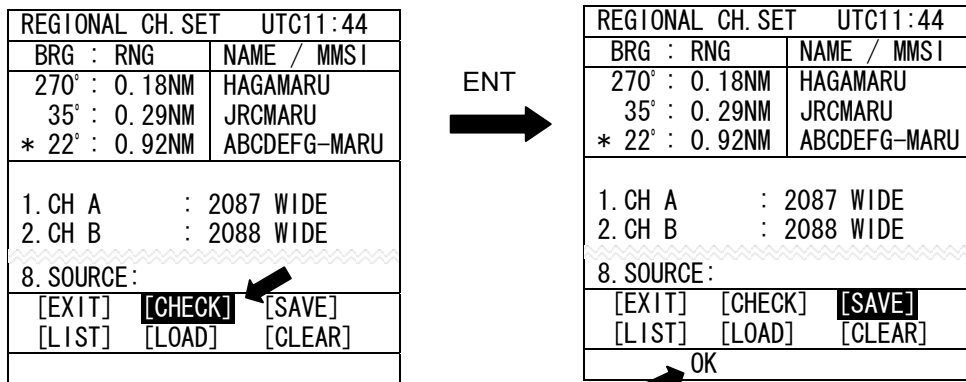 REGIONAL CH.SET UTC11:44
BRG : RNG NAME / MMSI
270° : 0.18NM HAGAMARU
35° : 0.29NM JRCMARU
* 22° : 0.92NM ABCDEFG-MARU
1.CH A : 2087 WIDE
2.CH B : 2088 WIDE
8.SOURCE:
[EXIT] [CHECK] [SAVE]
[LIST] [LOAD] [CLEAR]
ENT
REGIONAL CH.SET UTC11:44
BRG : RNG NAME / MMSI
270° : 0.18NM HAGAMARU
35° : 0.29NM JRCMARU
* 22° : 0.92NM ABCDEFG-MARU
1.CH A : 2087 WIDE
2.CH B : 2088 WIDE
8.SOURCE:
[EXIT] [CHECK] [SAVE]
[LIST] [LOAD] [CLEAR]
OK